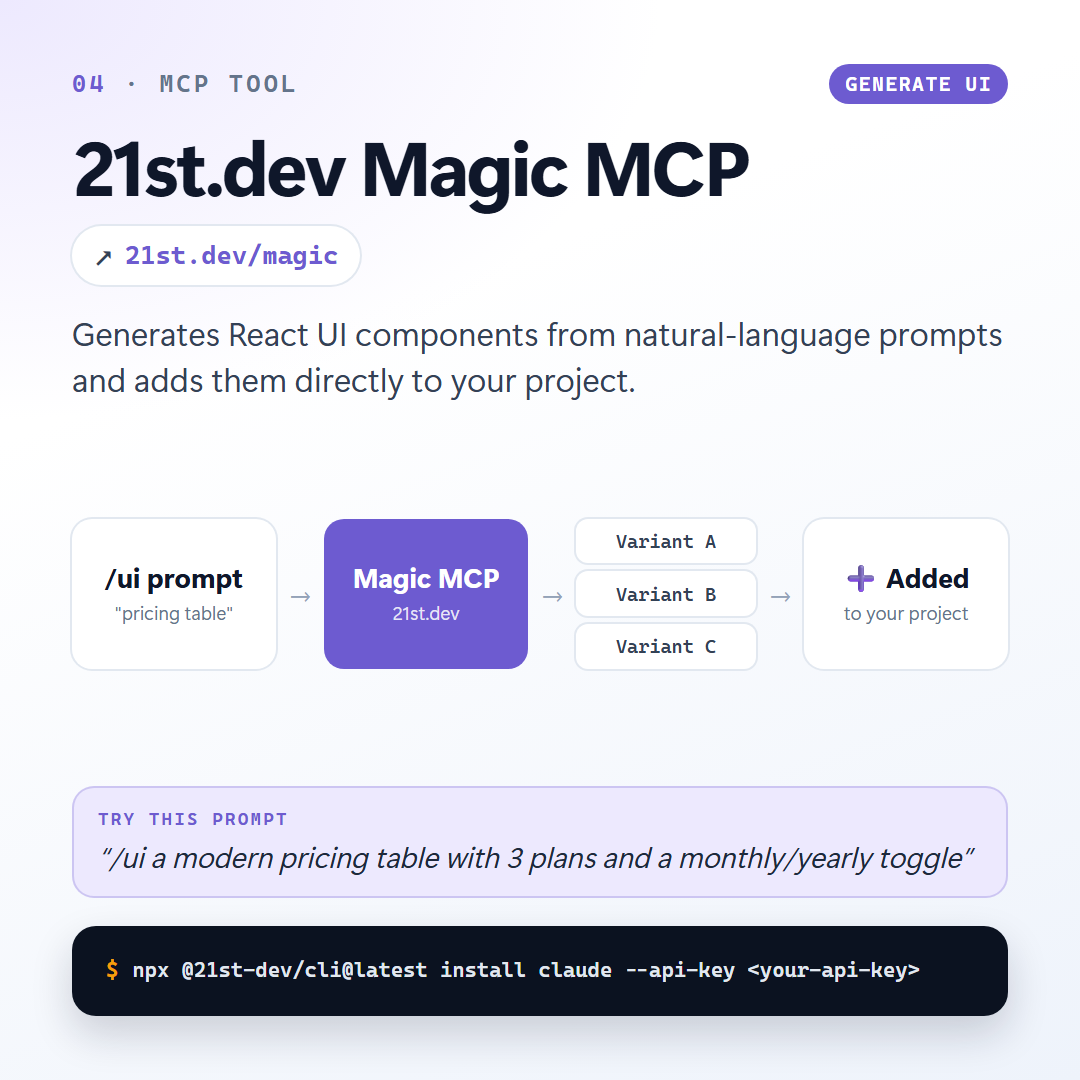 04 · MCP TOOL
GENERATE UI
21st.dev Magic MCP
↗ 21st.dev/magic
Generates React UI components from natural-language prompts
and adds them directly to your project.
/ui prompt
"pricing table"
→
Magic MCP
21st.dev
→
Variant A
Variant B
Variant C
→
➕ Added
to your project
TRY THIS PROMPT
“/ui a modern pricing table with 3 plans and a monthly/yearly toggle”
$ npx @21st-dev/cli@latest install claude --api-key <your-api-key>